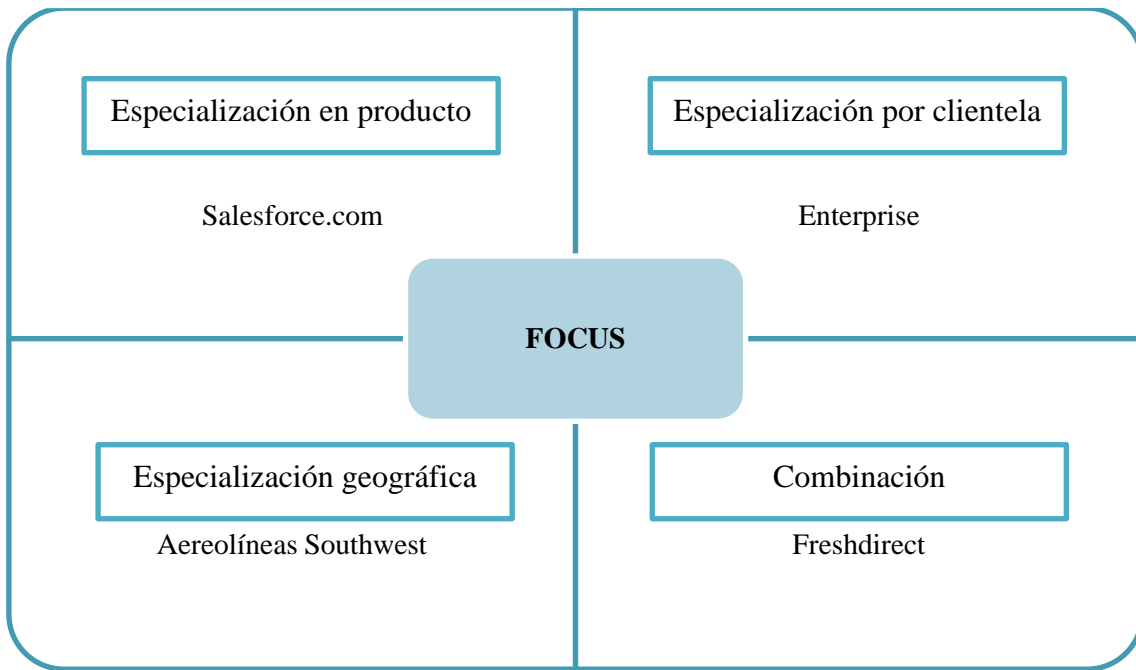 Especialización en producto
Especialización por clientela
Salesforce.com
Enterprise
FOCUS
Especialización geográfica
Combinación
Aereolíneas Southwest
Freshdirect